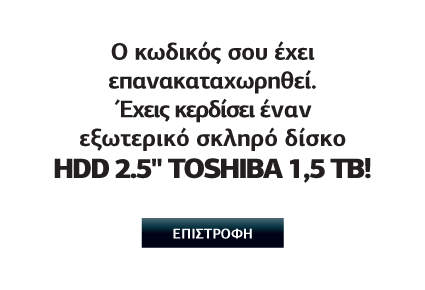 Ο κωδικός σου έχει
επανακαταχωρηθεί.
Έχεις κερδίσει έναν
εξωτερικό σκληρό δίσκο
HDD 2.5" TOSHIBA 1,5 TB!
ΕΠΙΣΤΡΟΦΗ